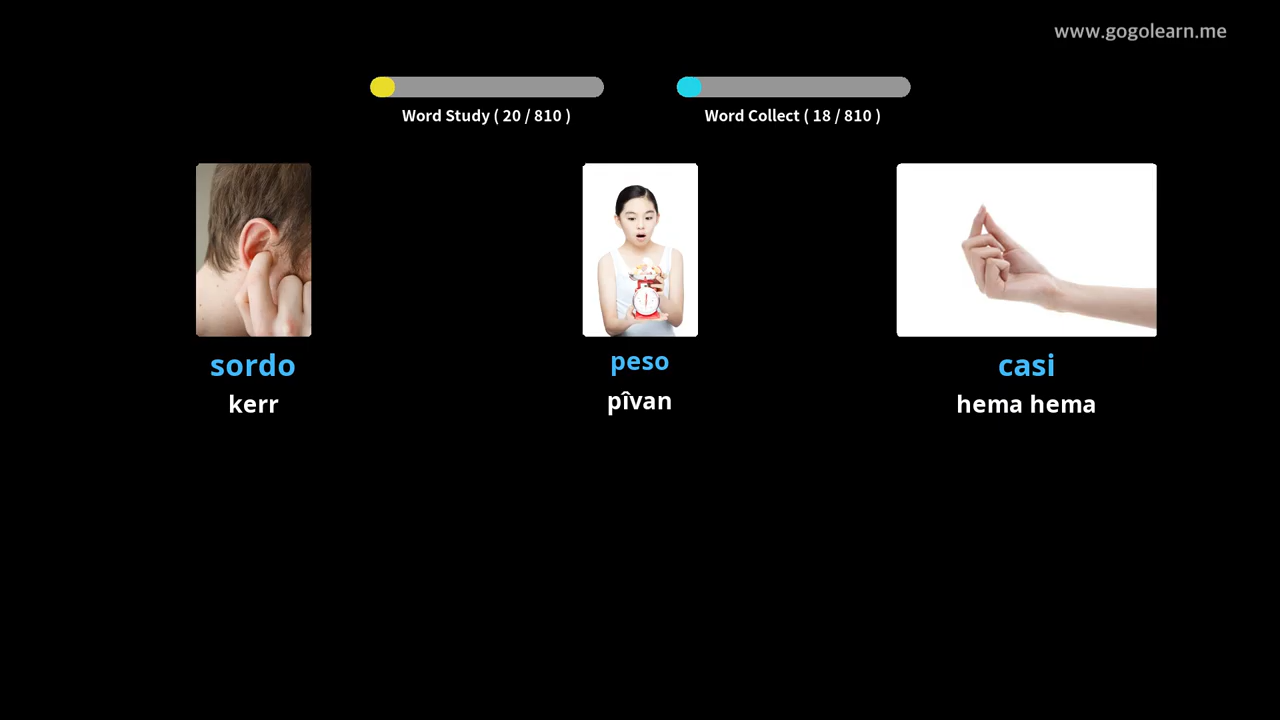 www.gogolearn.me
Word Study ( 20 / 810 )
Word Collect ( 18 / 810 )
sordo
kerr
peso
pîvan
casi
hema hema